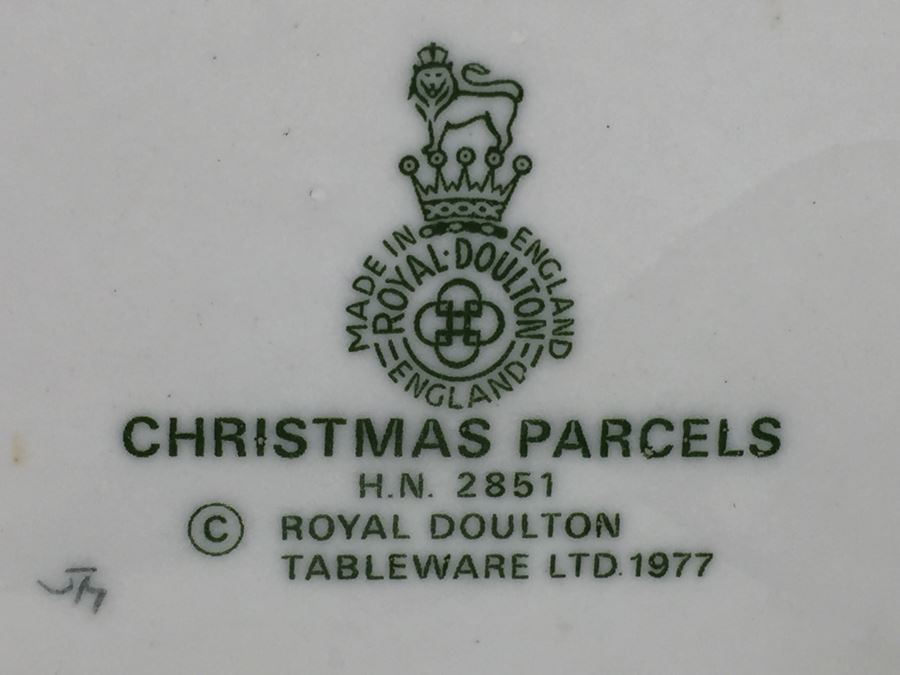 MADE IN ENGLAND
ROYAL·DOULTON
ENGLAND
CHRISTMAS PARCELS
H.N. 2851
© ROYAL DOULTON
TABLEWARE LTD.1977